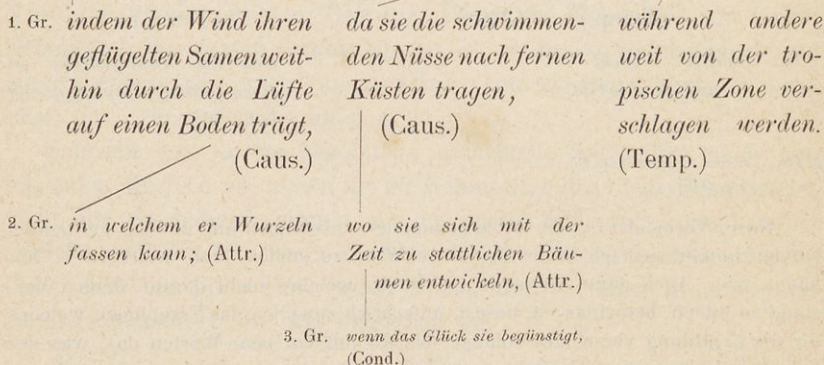 1. Gr. indem der Wind ihren
geflügelten Samen weit-
hin durch die Lüfte
auf einen Boden trägt,
(Caus.)
da sie die schwimmen-
den Nüsse nach fernen
Küsten tragen,
(Caus.)
während andere
weit von der tro-
pischen Zone ver-
schlagen werden.
(Temp.)
2. Gr. in welchem er Wurzeln
fassen kann; (Attr.)
wo sie sich mit der
Zeit zu stattlichen Bäu-
men entwickeln, (Attr.)
3. Gr. wenn das Glück sie begünstigt,
(Cond.)